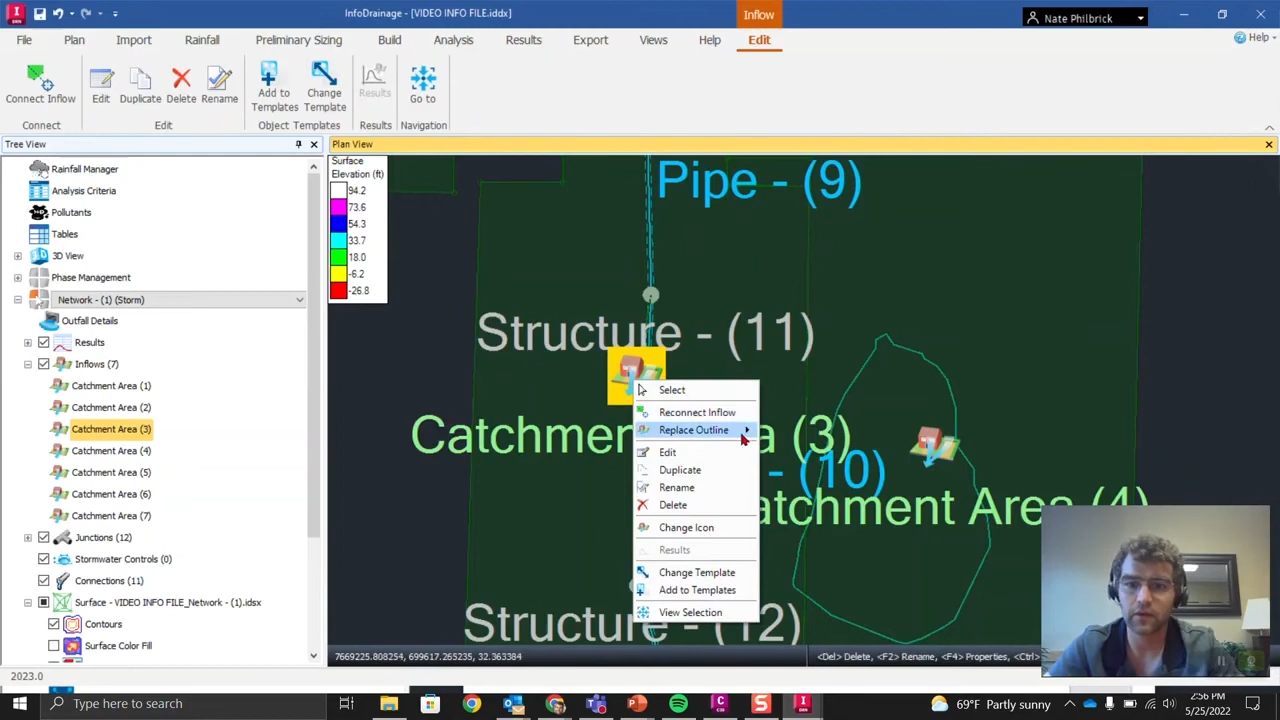 InfoDrainage - [VIDEO INFO FILE.iddx]
Inflow
Nate Philbrick
File
Plan
Import
Rainfall
Preliminary Sizing
Build
Analysis
Results
Export
Views
Help
Edit
Help
Connect Inflow
Edit
Duplicate
Delete
Rename
Add to Templates
Change Template
Results
Go to
Connect
Edit
Object Templates
Results
Navigation
Tree View
Plan View
Rainfall Manager
Analysis Criteria
Pollutants
Tables
3D View
Phase Management
Network - (1) (Storm)
Outfall Details
Results
Inflows (7)
Catchment Area (1)
Catchment Area (2)
Catchment Area (3)
Catchment Area (4)
Catchment Area (5)
Catchment Area (6)
Catchment Area (7)
Junctions (12)
Stormwater Controls (0)
Connections (11)
Surface - VIDEO INFO FILE_Network - (1).idsx
Contours
Surface Color Fill
Surface
Elevation (ft)
94.2
73.6
54.3
33.7
18.0
-6.2
-26.8
Pipe - (9)
Structure - (11)
Select
Reconnect Inflow
Replace Outline
Edit
Duplicate
Rename
Delete
Change Icon
Results
Change Template
Add to Templates
View Selection
(3)
- (10)
Area (4)
Structure - (12)
7669225.808254, 699617.265235, 32.363384
<Del> Delete, <F2> Rename, <F4> Properties, <Ctrl>
2023.0
Type here to search
69°F Partly sunny
2:56 PM
5/25/2022